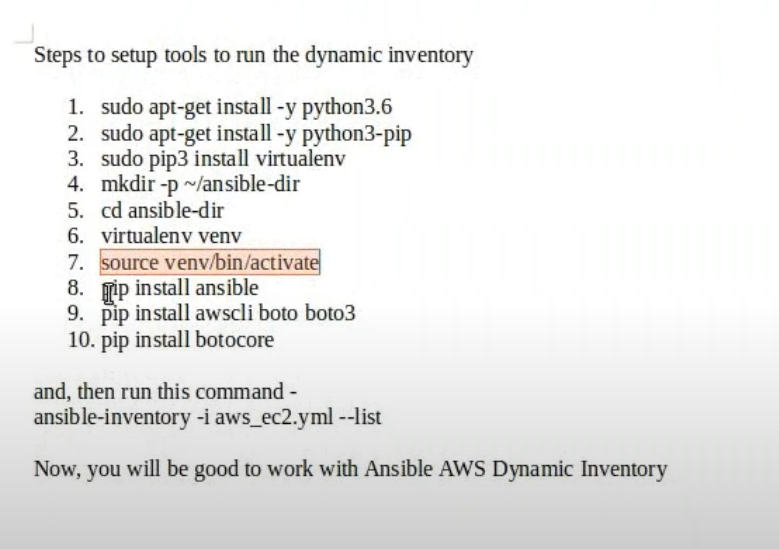 Steps to setup tools to run the dynamic inventory
1. sudo apt-get install -y python3.6
2. sudo apt-get install -y python3-pip
3. sudo pip3 install virtualenv
4. mkdir -p ~/ansible-dir
5. cd ansible-dir
6. virtualenv venv
7. source venv/bin/activate
8. pip install ansible
9. pip install awscli boto boto3
10. pip install botocore
and, then run this command -
ansible-inventory -i aws_ec2.yml --list
Now, you will be good to work with Ansible AWS Dynamic Inventory